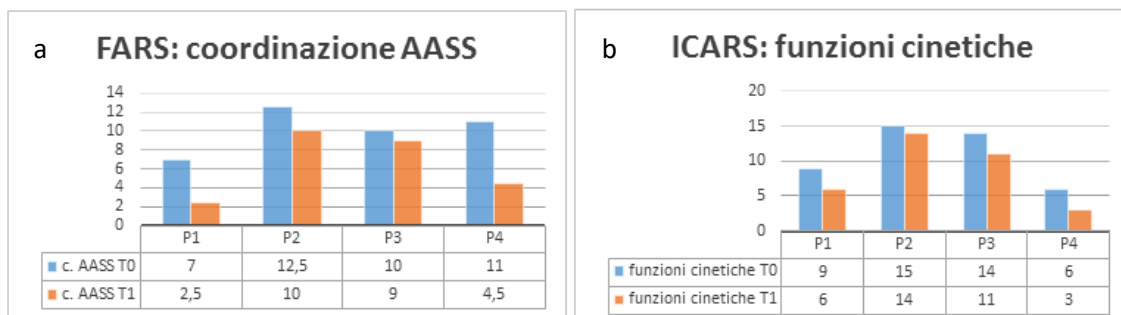 a
FARS: coordinazione AASS
14
12
10
8
6
4
2
0
P1 P2 P3 P4
c. AASS T0 7 12,5 10 11
c. AASS T1 2,5 10 9 4,5
b
ICARS: funzioni cinetiche
20
15
10
5
0
P1 P2 P3 P4
funzioni cinetiche T0 9 15 14 6
funzioni cinetiche T1 6 14 11 3